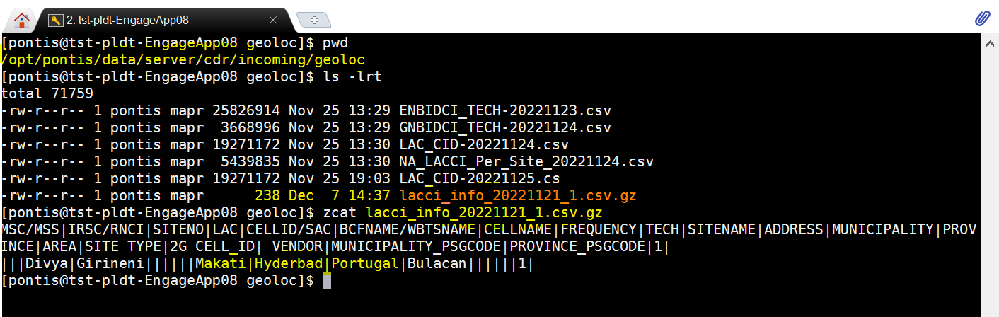 2. tst-pldt-EngageApp08
[pontis@tst-pldt-EngageApp08 geoloc]$ pwd
/opt/pontis/data/server/cdr/incoming/geoloc
[pontis@tst-pldt-EngageApp08 geoloc]$ ls -lrt
total 71759
-rw-r--r-- 1 pontis mapr 25826914 Nov 25 13:29 ENBIDCI_TECH-20221123.csv
-rw-r--r-- 1 pontis mapr  3668996 Nov 25 13:29 GNBIDCI_TECH-20221124.csv
-rw-r--r-- 1 pontis mapr 19271172 Nov 25 13:30 LAC_CID-20221124.csv
-rw-r--r-- 1 pontis mapr  5439835 Nov 25 13:30 NA_LACCI_Per_Site_20221124.csv
-rw-r--r-- 1 pontis mapr 19271172 Nov 25 19:03 LAC_CID-20221125.cs
-rw-r--r-- 1 pontis mapr      238 Dec  7 14:37 lacci_info_20221121_1.csv.gz
[pontis@tst-pldt-EngageApp08 geoloc]$ zcat lacci_info_20221121_1.csv.gz
MSC/MSS|IRSC/RNCI|SITENO|LAC|CELLID/SAC|BCFNAME/WBTSNAME|CELLNAME|FREQUENCY|TECH|SITENAME|ADDRESS|MUNICIPALITY|PROV
INCE|AREA|SITE TYPE|2G CELL_ID| VENDOR|MUNICIPALITY_PSGCODE|PROVINCE_PSGCODE|1|
|||Divya|Girineni||||||Makati|Hyderbad|Portugal|Bulacan||||||1|
[pontis@tst-pldt-EngageApp08 geoloc]$